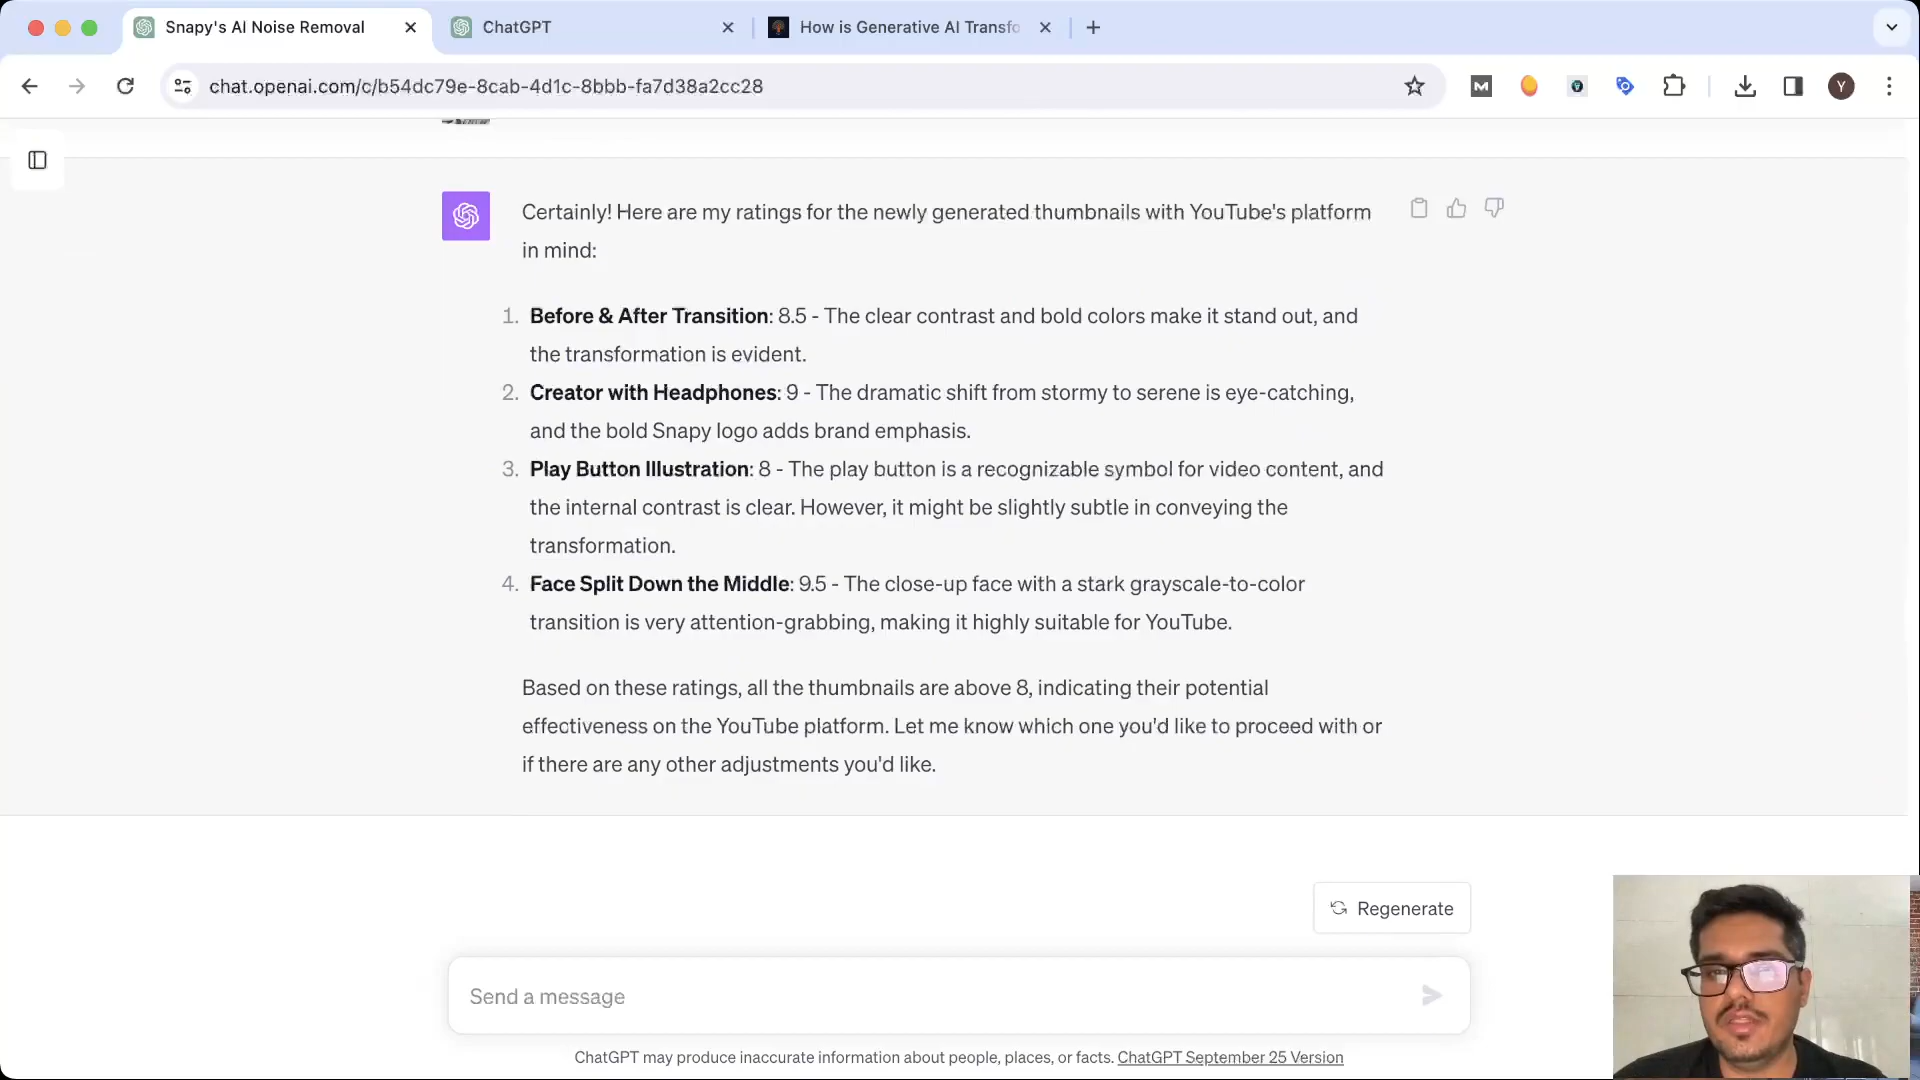 Snapy's AI Noise Removal
ChatGPT
How is Generative AI Transfo
chat.openai.com/c/b54dc79e-8cab-4d1c-8bbb-fa7d38a2cc28
M
Y
Certainly! Here are my ratings for the newly generated thumbnails with YouTube's platform
in mind:
1. Before & After Transition: 8.5 - The clear contrast and bold colors make it stand out, and
the transformation is evident.
2. Creator with Headphones: 9 - The dramatic shift from stormy to serene is eye-catching,
and the bold Snapy logo adds brand emphasis.
3. Play Button Illustration: 8 - The play button is a recognizable symbol for video content, and
the internal contrast is clear. However, it might be slightly subtle in conveying the
transformation.
4. Face Split Down the Middle: 9.5 - The close-up face with a stark grayscale-to-color
transition is very attention-grabbing, making it highly suitable for YouTube.
Based on these ratings, all the thumbnails are above 8, indicating their potential
effectiveness on the YouTube platform. Let me know which one you'd like to proceed with or
if there are any other adjustments you'd like.
Regenerate
Send a message
ChatGPT may produce inaccurate information about people, places, or facts. ChatGPT September 25 Version